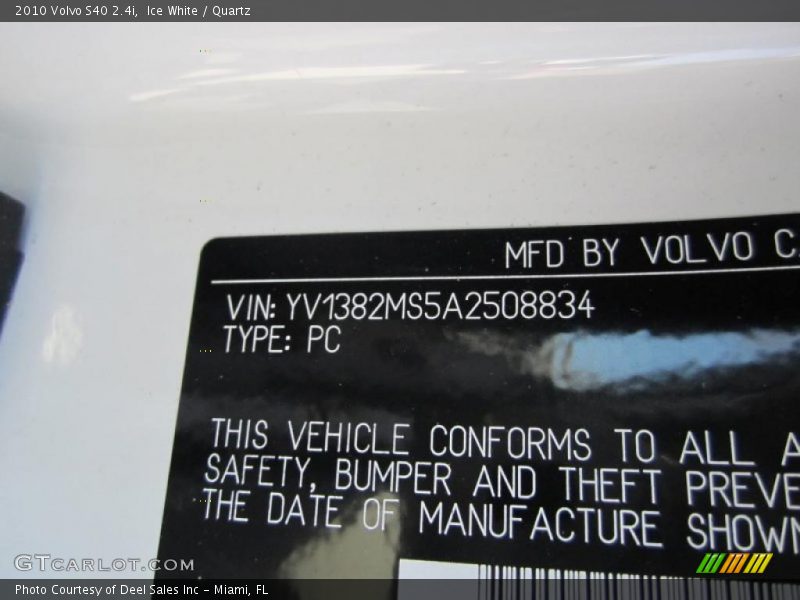 2010 Volvo S40 2.4i, Ice White / Quartz
MFD BY VOLVO C
VIN: YV1382MS5A2508834
TYPE: PC
THIS VEHICLE CONFORMS TO ALL A
SAFETY, BUMPER AND THEFT PREVE
THE DATE OF MANUFACTURE SHOWN
GTCARLOT.COM
Photo Courtesy of Deel Sales Inc - Miami, FL